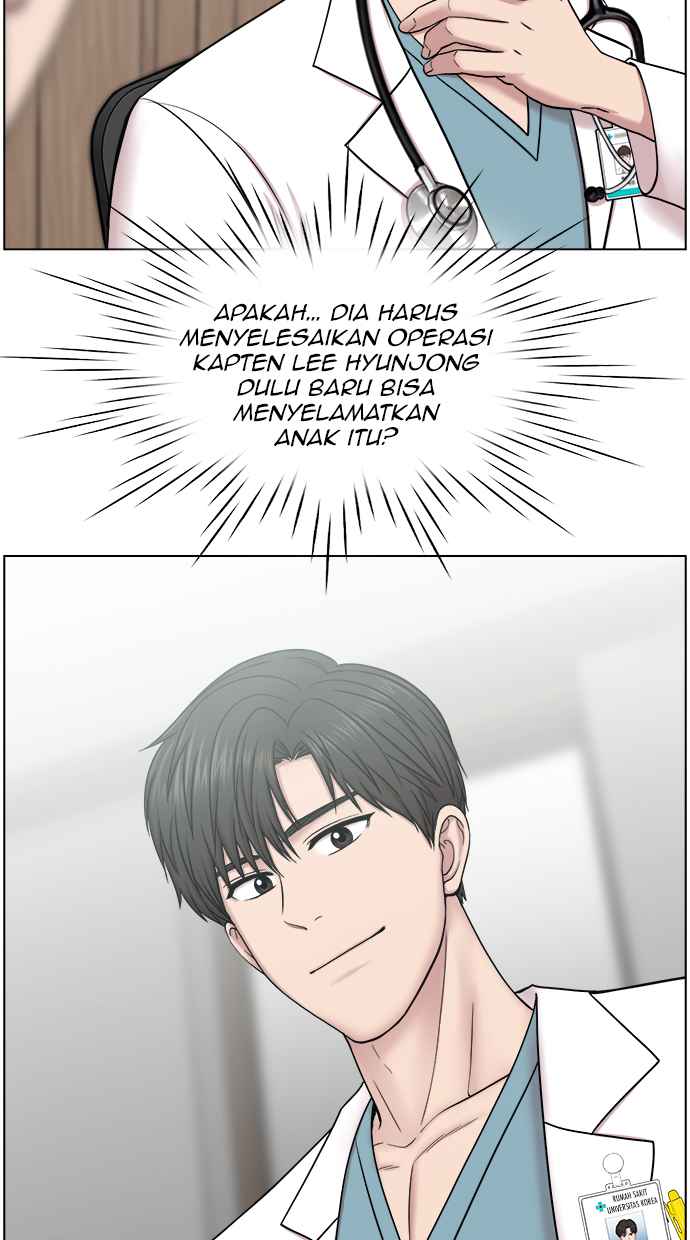 APAKAH... DIA HARUS
MENYELESAIKAN OPERASI
KAPTEN LEE HYUNJONG
DULU BARU BISA
MENYELAMATKAN
ANAK ITU?
RUMAH SAKIT
UNIVERSITAS KOREA